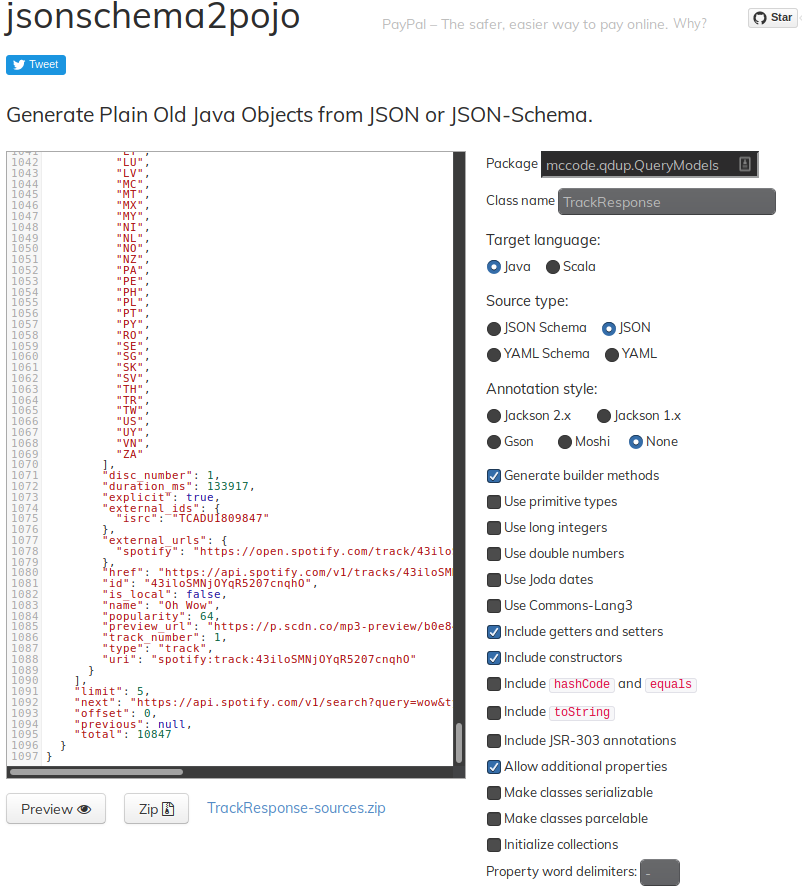 jsonschema2pojo
PayPal – The safer, easier way to pay online. Why?
Star
Tweet
Generate Plain Old Java Objects from JSON or JSON-Schema.
1042 "LU",
1043 "LV",
1044 "MC",
1045 "MT",
1046 "MX",
1047 "MY",
1048 "NI",
1049 "NL",
1050 "NO",
1051 "NZ",
1052 "PA",
1053 "PE",
1054 "PH",
1055 "PL",
1056 "PT",
1057 "PY",
1058 "RO",
1059 "SE",
1060 "SG",
1061 "SK",
1062 "SV",
1063 "TH",
1064 "TR",
1065 "TW",
1066 "US",
1067 "UY",
1068 "VN",
1069 "ZA"
1070 ],
1071 "disc_number": 1,
1072 "duration_ms": 133917,
1073 "explicit": true,
1074 "external_ids": {
1075 "isrc": "TCADU1809847"
1076 },
1077 "external_urls": {
1078 "spotify": "https://open.spotify.com/track/43ilo
1079 },
1080 "href": "https://api.spotify.com/v1/tracks/43iloSM
1081 "id": "43iloSMNjOYqR5207cnqhO",
1082 "is_local": false,
1083 "name": "Oh Wow",
1084 "popularity": 64,
1085 "preview_url": "https://p.scdn.co/mp3-preview/b0e8
1086 "track_number": 1,
1087 "type": "track",
1088 "uri": "spotify:track:43iloSMNjOYqR5207cnqhO"
1089 }
1090 ],
1091 "limit": 5,
1092 "next": "https://api.spotify.com/v1/search?query=wow&t
1093 "offset": 0,
1094 "previous": null,
1095 "total": 10847
1096 }
1097 }
Preview
Zip
TrackResponse-sources.zip
Package mccode.qdup.QueryModels
Class name TrackResponse
Target language:
Java Scala
Source type:
JSON Schema JSON
YAML Schema YAML
Annotation style:
Jackson 2.x Jackson 1.x
Gson Moshi None
Generate builder methods
Use primitive types
Use long integers
Use double numbers
Use Joda dates
Use Commons-Lang3
Include getters and setters
Include constructors
Include hashCode and equals
Include toString
Include JSR-303 annotations
Allow additional properties
Make classes serializable
Make classes parcelable
Initialize collections
Property word delimiters: -